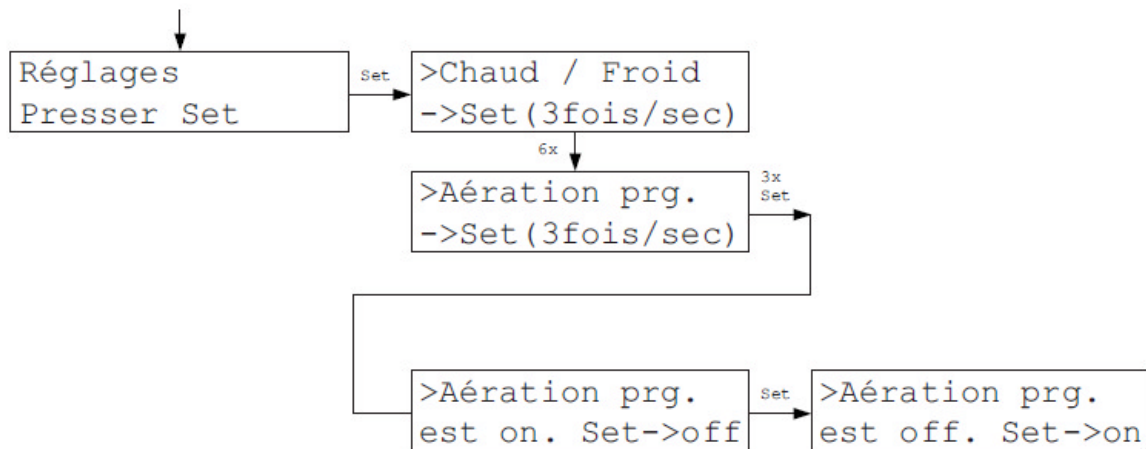 Réglages
Presser Set
Set
>Chaud / Froid
->Set(3fois/sec)
6x
>Aération prg.
->Set(3fois/sec)
3x
Set
>Aération prg.
est on. Set->off
Set
>Aération prg.
est off. Set->on